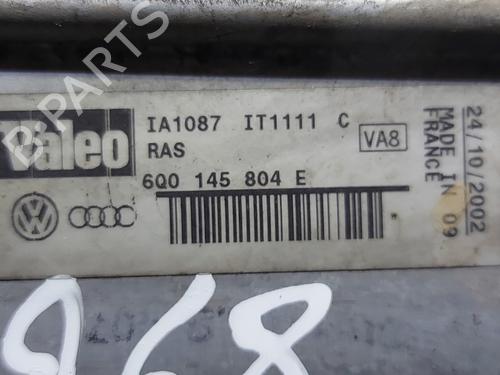 Valeo
IA1087 IT1111 C
RAS
VA8
6Q0 145 804 E
24/10/2002
MADE IN 09
FRANCE
968
B-PARTS